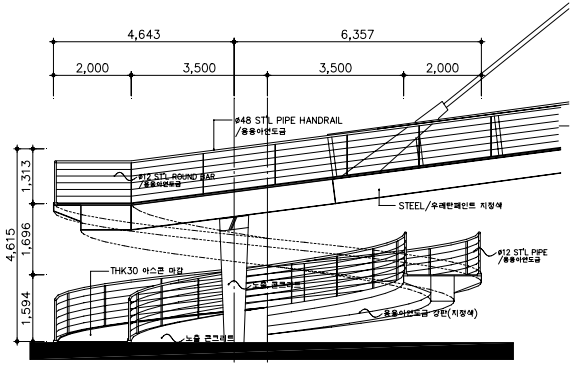 4,643
6,357
2,000
3,500
3,500
2,000
ø48 ST'L PIPE HANDRAIL
/용융아연도금
1,313
ø12 ST'L ROUND BAR
/용융아연도금
STEEL/우레탄페인트 지정색
4,615
1,696
ø12 ST'L PIPE
/용융아연도금
THK30 아스콘 마감
노출 콘크리트
1,594
용융아연도금 강판(지정색)
노출 콘크리트